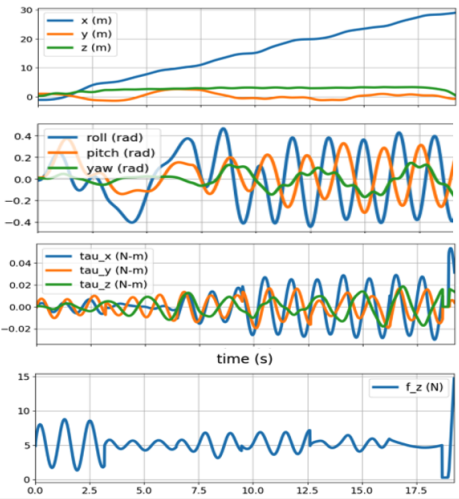 30
20
10
0
x (m)
y (m)
z (m)
0.4
0.2
0.0
−0.2
−0.4
roll (rad)
pitch (rad)
yaw (rad)
0.04
0.02
0.00
−0.02
tau_x (N-m)
tau_y (N-m)
tau_z (N-m)
time (s)
15
10
5
0
f_z (N)
0.0 2.5 5.0 7.5 10.0 12.5 15.0 17.5